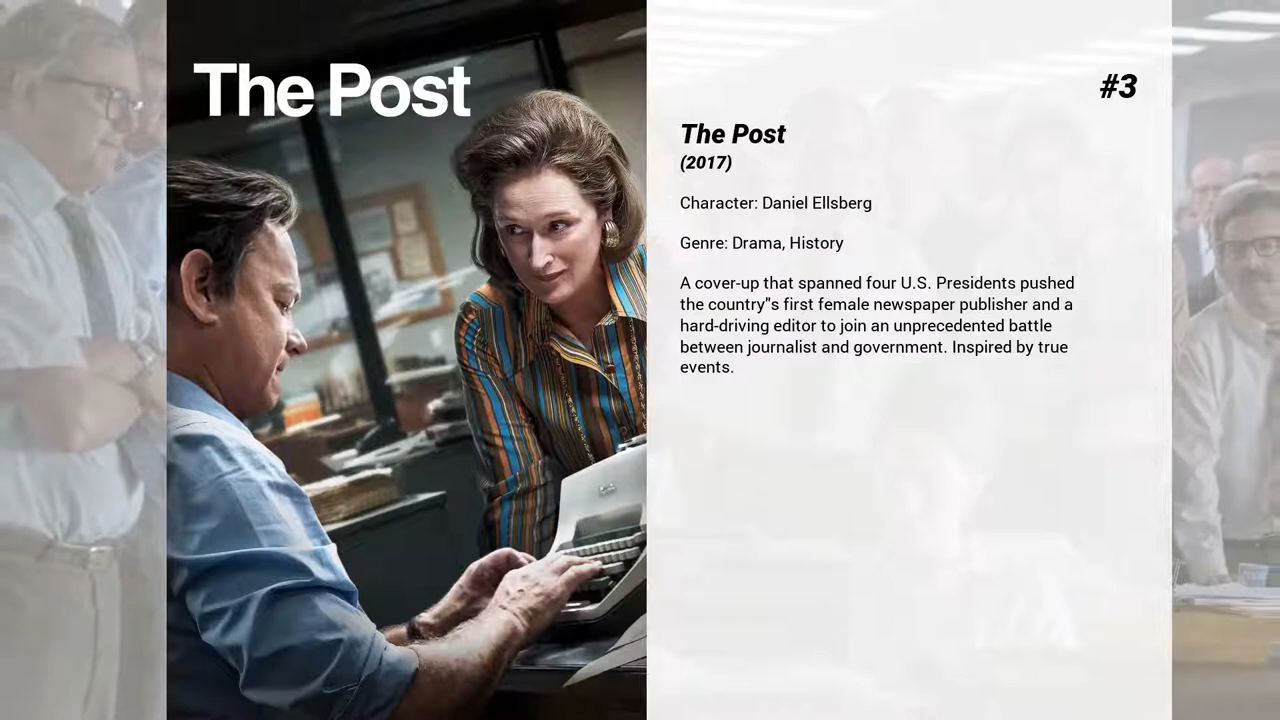 The Post
#3
The Post
(2017)
Character: Daniel Ellsberg
Genre: Drama, History
A cover-up that spanned four U.S. Presidents pushed
the country"s first female newspaper publisher and a
hard-driving editor to join an unprecedented battle
between journalist and government. Inspired by true
events.